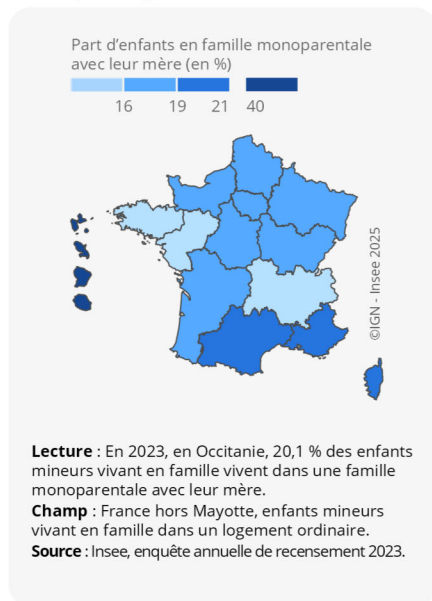 Part d’enfants en famille monoparentale
avec leur mère (en %)
16 19 21 40
©IGN - Insee 2025
Lecture : En 2023, en Occitanie, 20,1 % des enfants
mineurs vivant en famille vivent dans une famille
monoparentale avec leur mère.
Champ : France hors Mayotte, enfants mineurs
vivant en famille dans un logement ordinaire.
Source : Insee, enquête annuelle de recensement 2023.